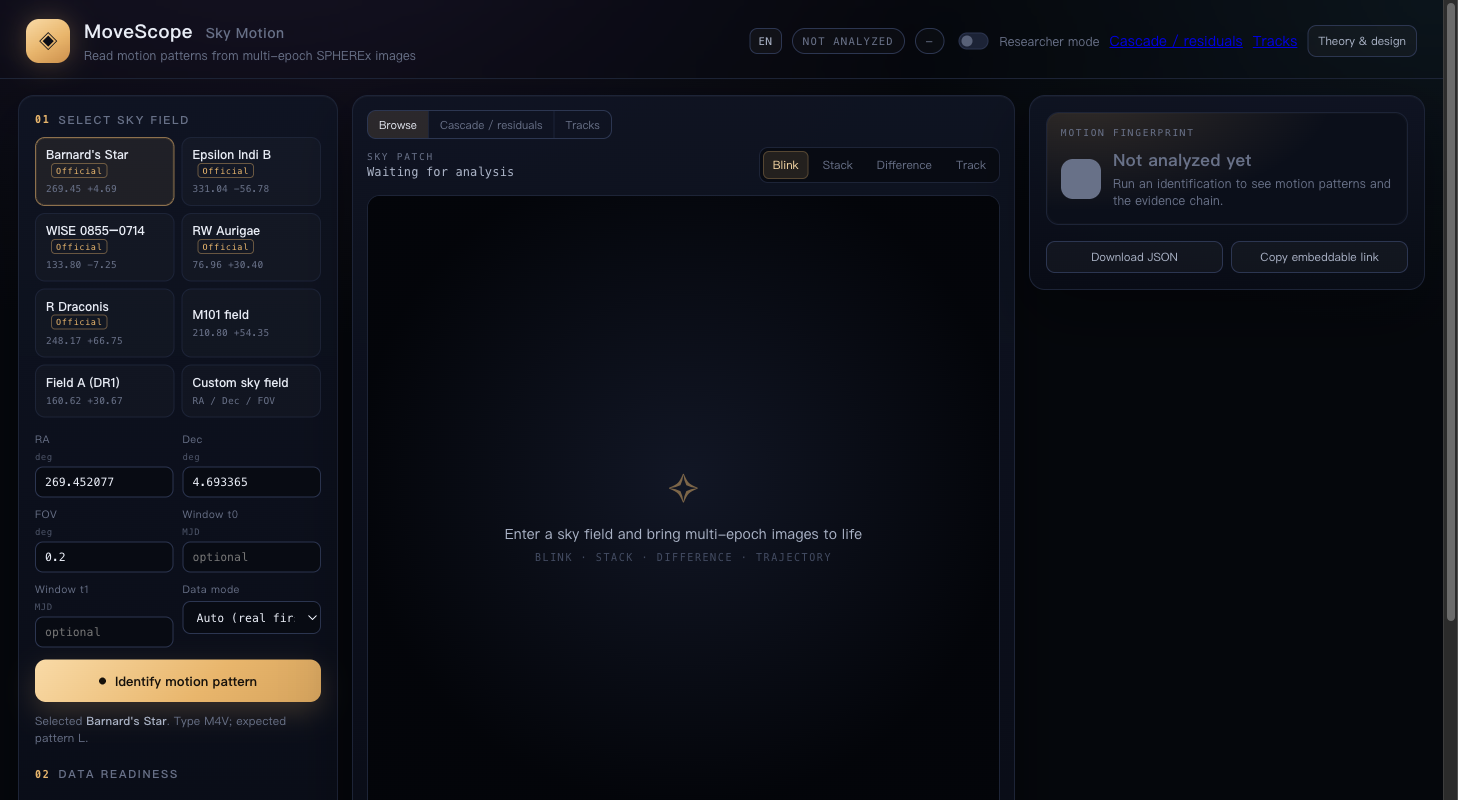 MoveScope Sky Motion
Read motion patterns from multi-epoch SPHEREx images
EN
NOT ANALYZED
—
Researcher mode
Cascade / residuals
Tracks
Theory & design
01 SELECT SKY FIELD
Barnard's Star
Official
269.45 +4.69
Epsilon Indi B
Official
331.04 −56.78
WISE 0855−0714
Official
133.80 −7.25
RW Aurigae
Official
76.96 +30.40
R Draconis
Official
248.17 +66.75
M101 field
210.80 +54.35
Field A (DR1)
160.62 +30.67
Custom sky field
RA / Dec / FOV
RA
deg
269.452077
Dec
deg
4.693365
FOV
deg
0.2
Window t0
MJD
optional
Window t1
MJD
optional
Data mode
Auto (real fir
Identify motion pattern
Selected Barnard's Star. Type M4V; expected
pattern L.
02 DATA READINESS
Browse
Cascade / residuals
Tracks
SKY PATCH
Waiting for analysis
Blink
Stack
Difference
Track
Enter a sky field and bring multi-epoch images to life
BLINK · STACK · DIFFERENCE · TRAJECTORY
MOTION FINGERPRINT
Not analyzed yet
Run an identification to see motion patterns and
the evidence chain.
Download JSON
Copy embeddable link